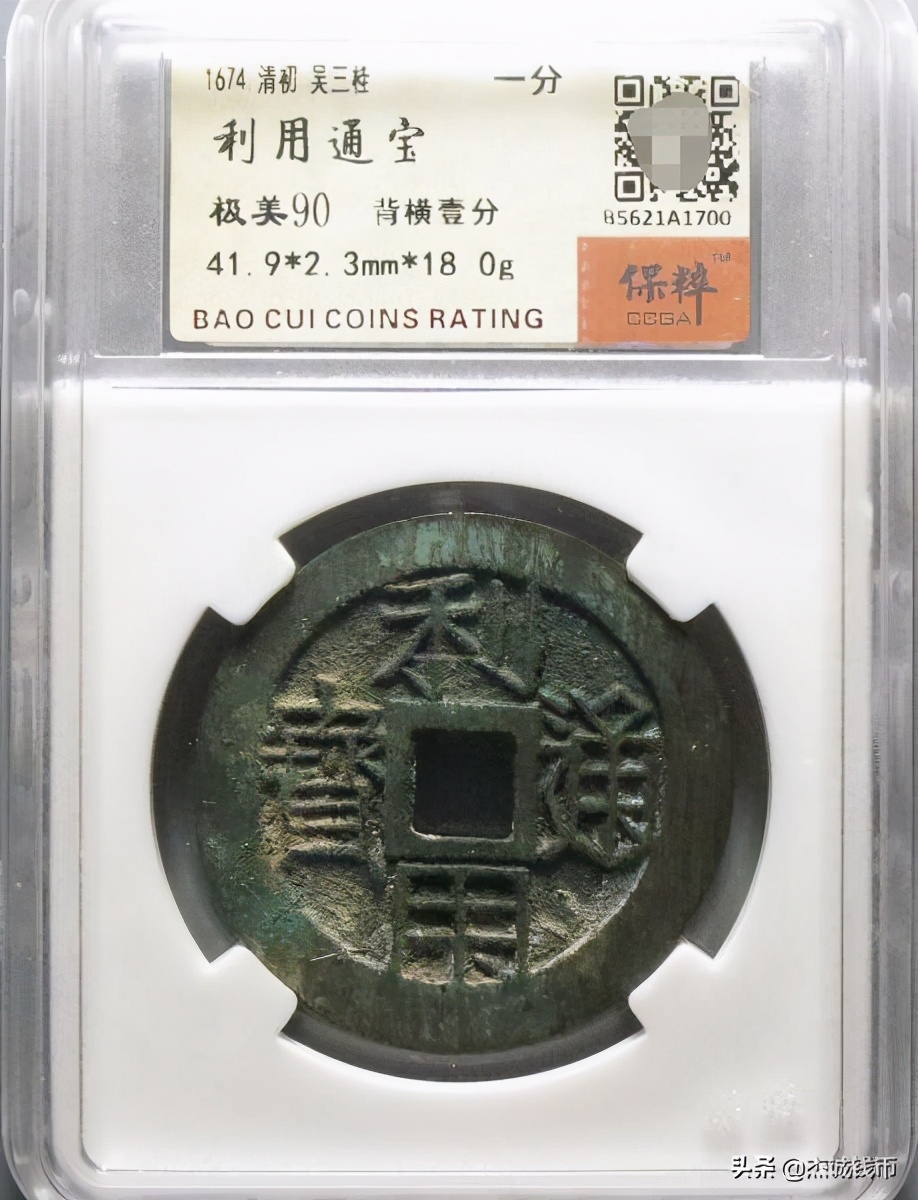 1674 清初 吴三桂 一分
利用通宝
极美90 背横壹分
B5621A1700
41.9*2.3mm*18 0g
保粹
CCGA
BAO CUI COINS RATING
利
寳 通
用
头条 @杰诚钱币